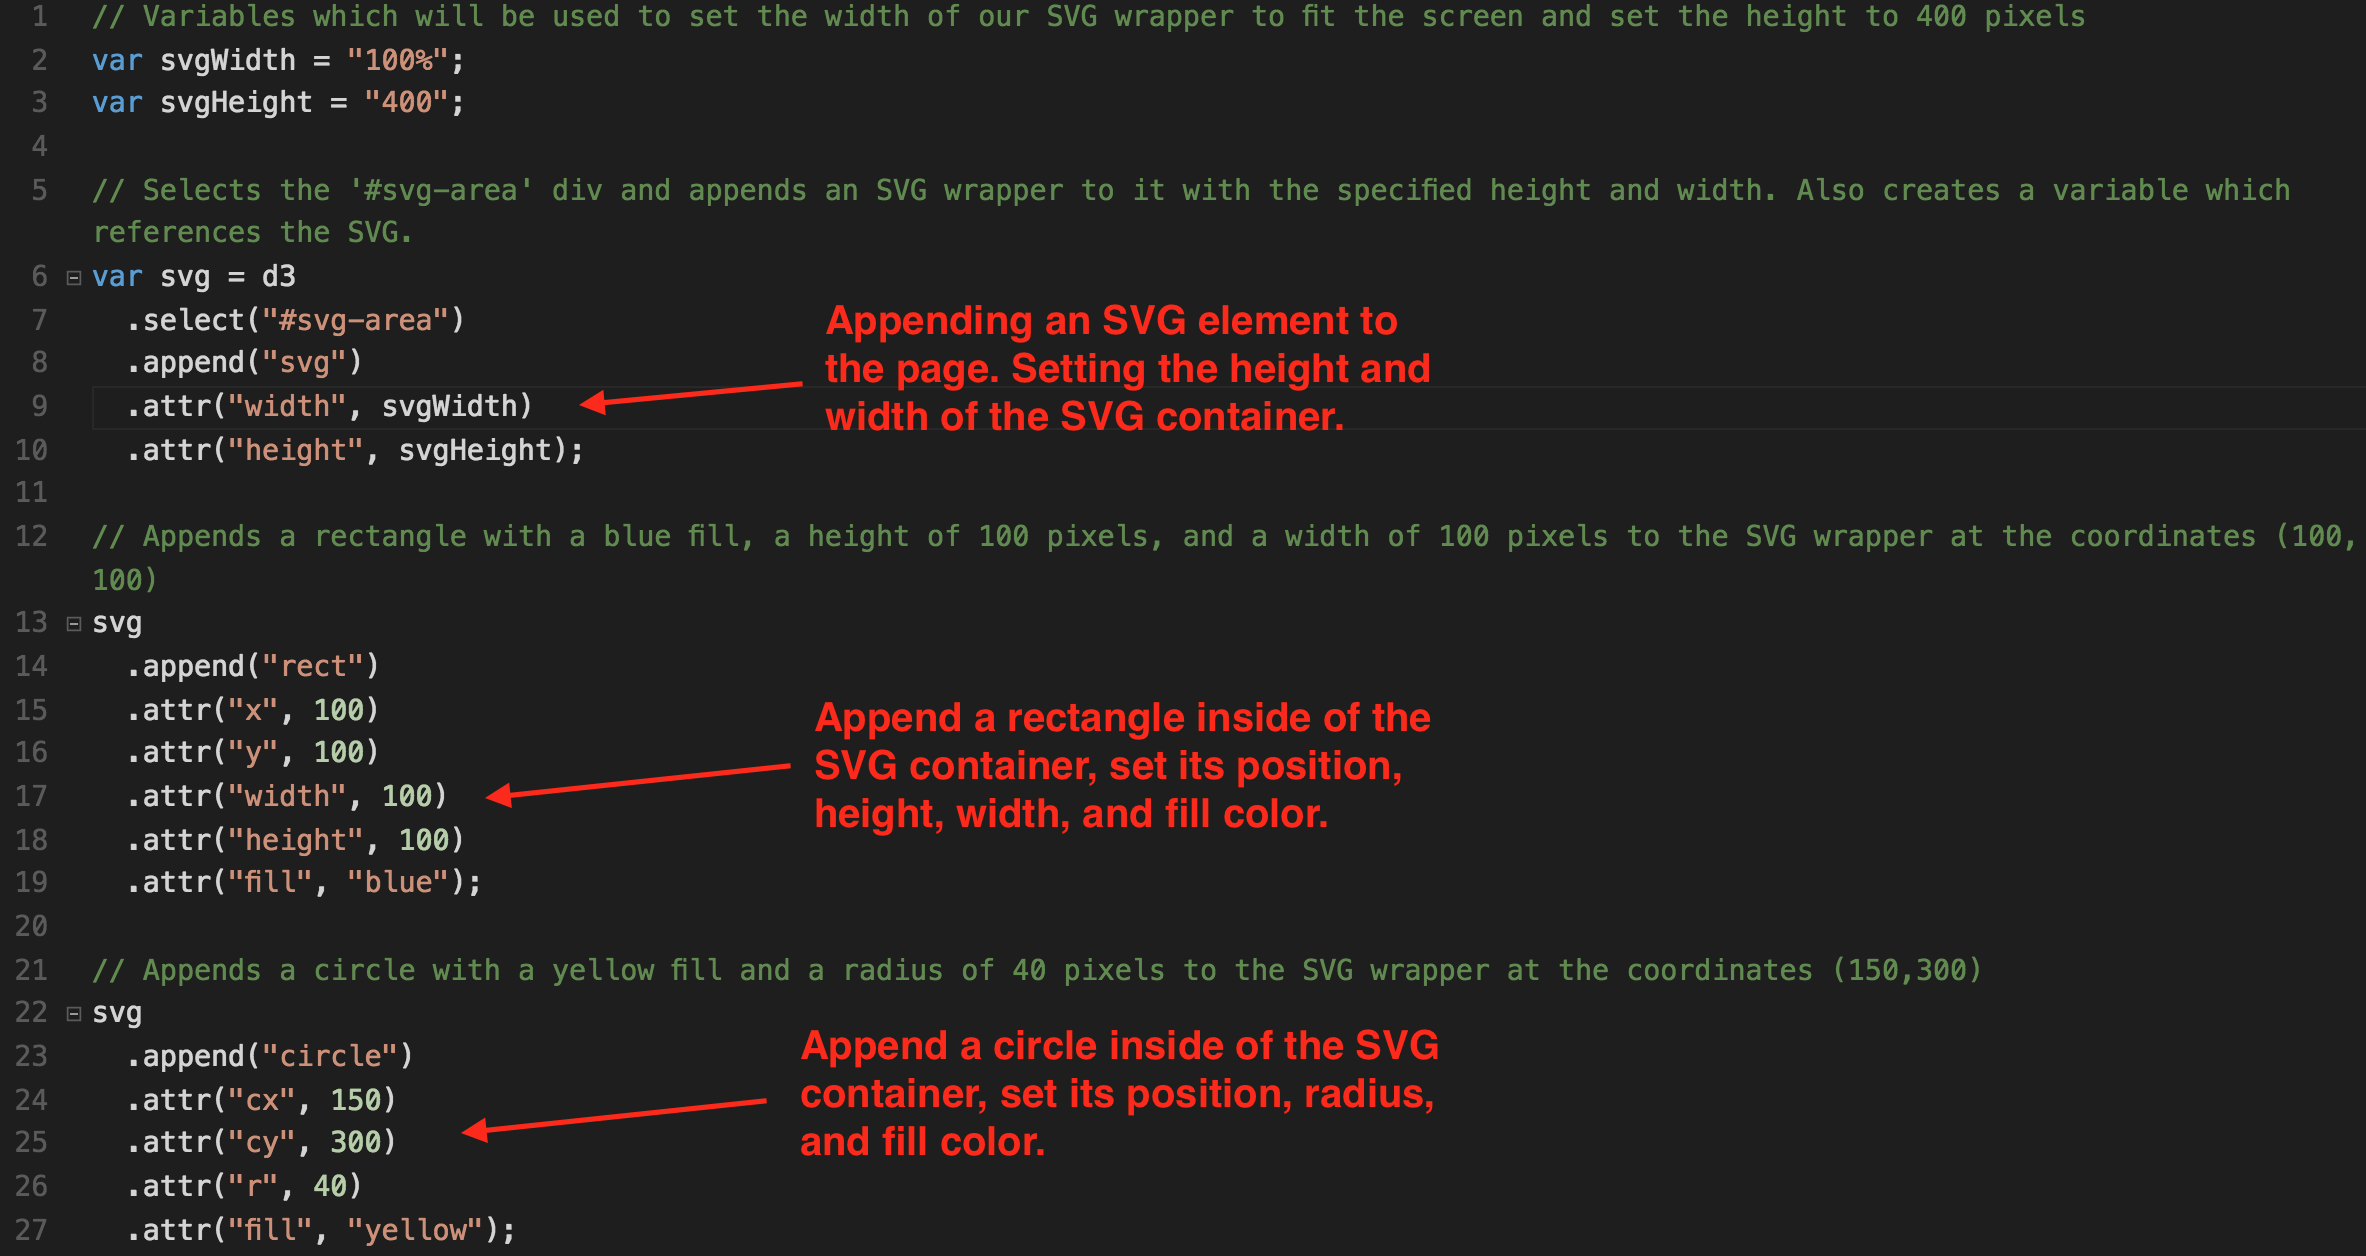 1 // Variables which will be used to set the width of our SVG wrapper to fit the screen and set the height to 400 pixels
2 var svgWidth = "100%";
3 var svgHeight = "400";
4
5 // Selects the '#svg-area' div and appends an SVG wrapper to it with the specified height and width. Also creates a variable which
references the SVG.
6 var svg = d3
7 .select("#svg-area")
8 .append("svg")
9 .attr("width", svgWidth)
10 .attr("height", svgHeight);
Appending an SVG element to
the page. Setting the height and
width of the SVG container.
11
12 // Appends a rectangle with a blue fill, a height of 100 pixels, and a width of 100 pixels to the SVG wrapper at the coordinates (100,
100)
13 svg
14 .append("rect")
15 .attr("x", 100)
16 .attr("y", 100)
17 .attr("width", 100)
18 .attr("height", 100)
19 .attr("fill", "blue");
Append a rectangle inside of the
SVG container, set its position,
height, width, and fill color.
20
21 // Appends a circle with a yellow fill and a radius of 40 pixels to the SVG wrapper at the coordinates (150,300)
22 svg
23 .append("circle")
24 .attr("cx", 150)
25 .attr("cy", 300)
26 .attr("r", 40)
27 .attr("fill", "yellow");
Append a circle inside of the SVG
container, set its position, radius,
and fill color.